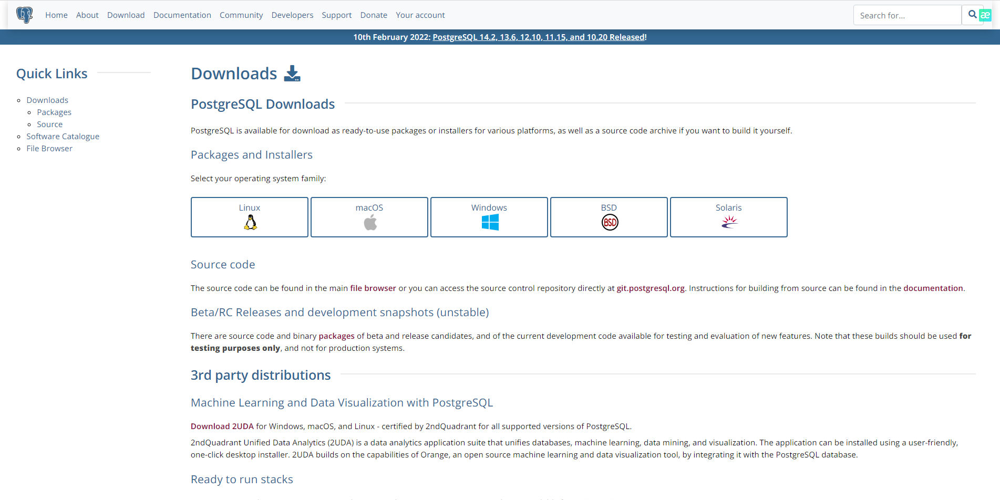 Home About Download Documentation Community Developers Support Donate Your account Search for... æ
10th February 2022: PostgreSQL 14.2, 13.6, 12.10, 11.15, and 10.20 Released!
Quick Links
Downloads
Packages
Source
Software Catalogue
File Browser
Downloads
PostgreSQL Downloads
PostgreSQL is available for download as ready-to-use packages or installers for various platforms, as well as a source code archive if you want to build it yourself.
Packages and Installers
Select your operating system family:
Linux macOS Windows BSD Solaris
BSD
Source code
The source code can be found in the main file browser or you can access the source control repository directly at git.postgresql.org. Instructions for building from source can be found in the documentation.
Beta/RC Releases and development snapshots (unstable)
There are source code and binary packages of beta and release candidates, and of the current development code available for testing and evaluation of new features. Note that these builds should be used for
testing purposes only, and not for production systems.
3rd party distributions
Machine Learning and Data Visualization with PostgreSQL
Download 2UDA for Windows, macOS, and Linux - certified by 2ndQuadrant for all supported versions of PostgreSQL.
2ndQuadrant Unified Data Analytics (2UDA) is a data analytics application suite that unifies databases, machine learning, data mining, and visualization. The application can be installed using a user-friendly,
one-click desktop installer. 2UDA builds on the capabilities of Orange, an open source machine learning and data visualization tool, by integrating it with the PostgreSQL database.
Ready to run stacks